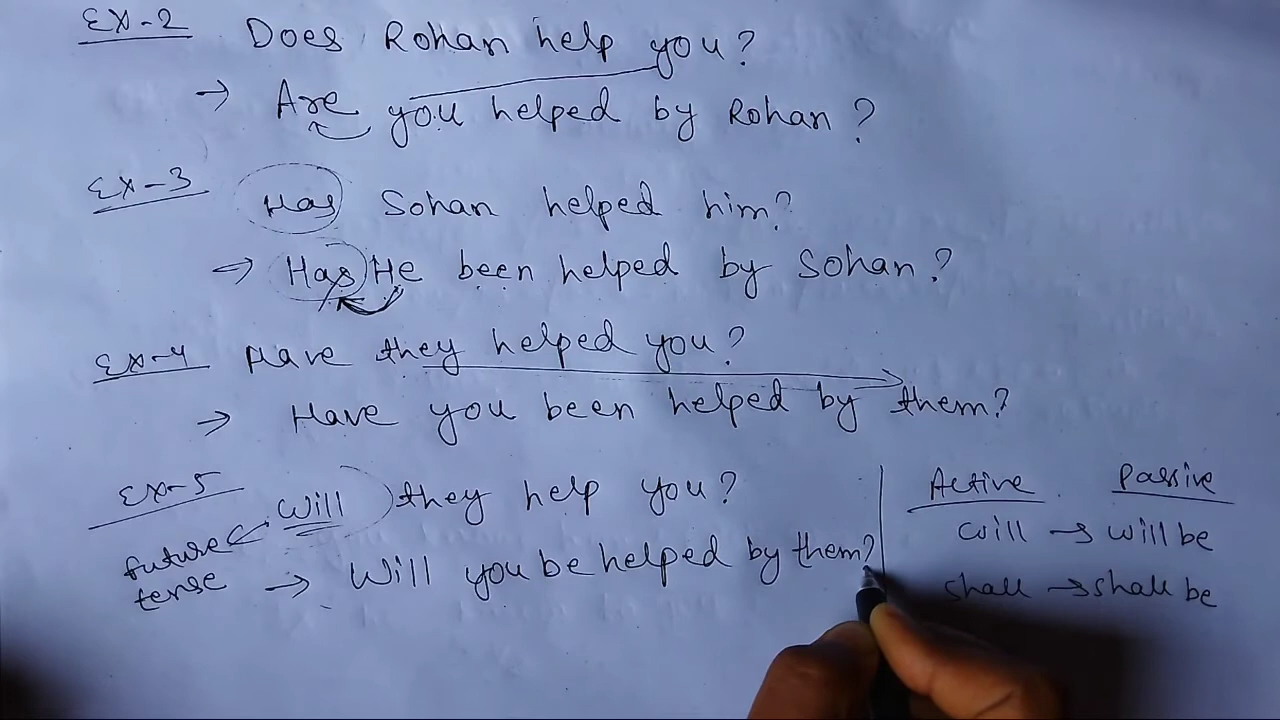 Ex-2 Does Rohan help you?
→ Are you helped by Rohan?
Ex-3 Has Sohan helped him?
→ Has He been helped by Sohan?
Ex-4 Have they helped you?
→ Have you been helped by them?
Ex-5 Will they help you?
future tense
→ Will you be helped by them?
Active Passive
will → will be
shall → shall be